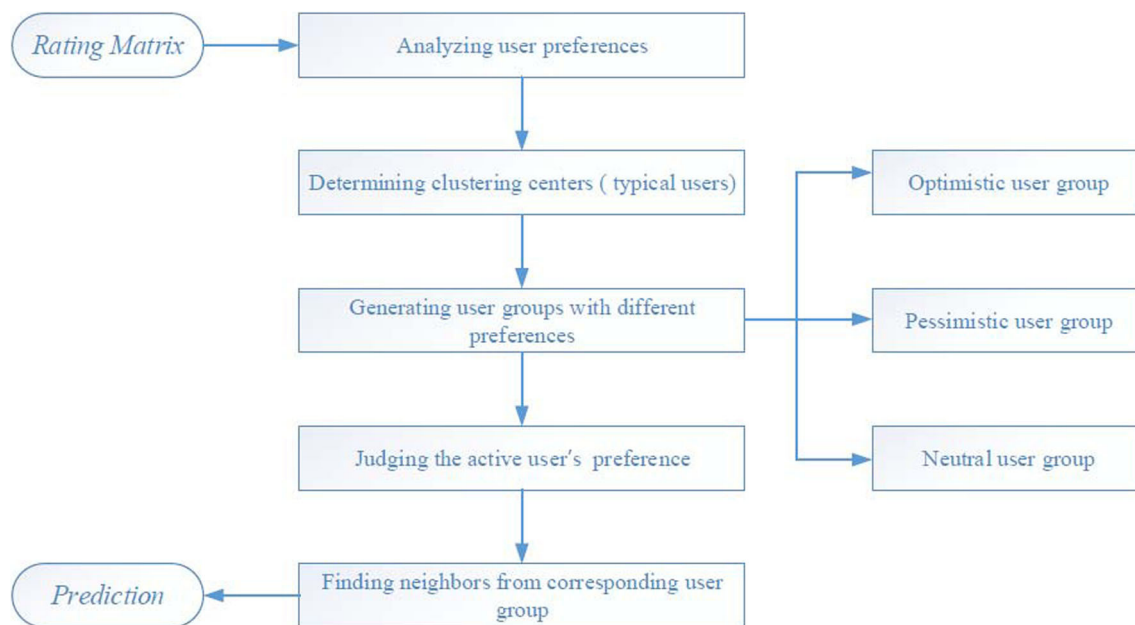 Rating Matrix
Analyzing user preferences
Determining clustering centers ( typical users)
Optimistic user group
Generating user groups with different
preferences
Pessimistic user group
Judging the active user's preference
Neutral user group
Finding neighbors from corresponding user
group
Prediction